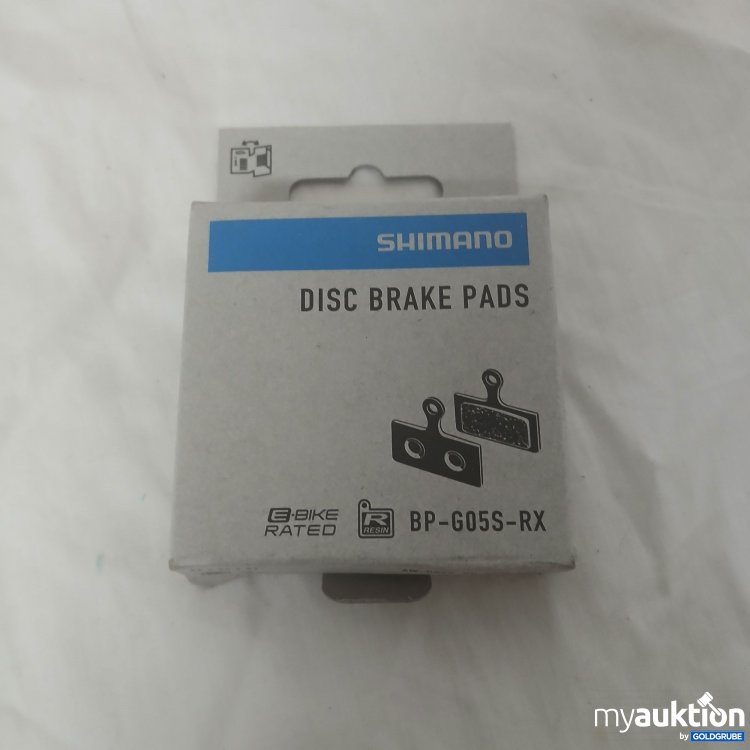 SHIMANO
DISC BRAKE PADS
E-BIKE
RATED
R
RESIN
BP-G05S-RX
myauktion
by GOLDGRUBE